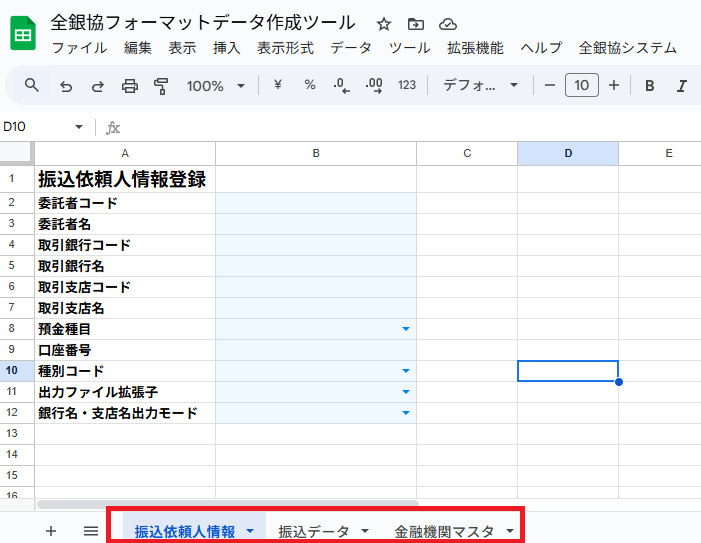 全銀協フォーマットデータ作成ツール
ファイル 編集 表示 挿入 表示形式 データ ツール 拡張機能 ヘルプ 全銀協システム
100% ¥ % .0 .00 123 デフォ... 10 B I
D10 fx
A B C D E
1 振込依頼人情報登録
2 委託者コード
3 委託者名
4 取引銀行コード
5 取引銀行名
6 取引支店コード
7 取引支店名
8 預金種目
9 口座番号
10 種別コード
11 出力ファイル拡張子
12 銀行名・支店名出力モード
13
14
15
16
振込依頼人情報 振込データ 金融機関マスタ